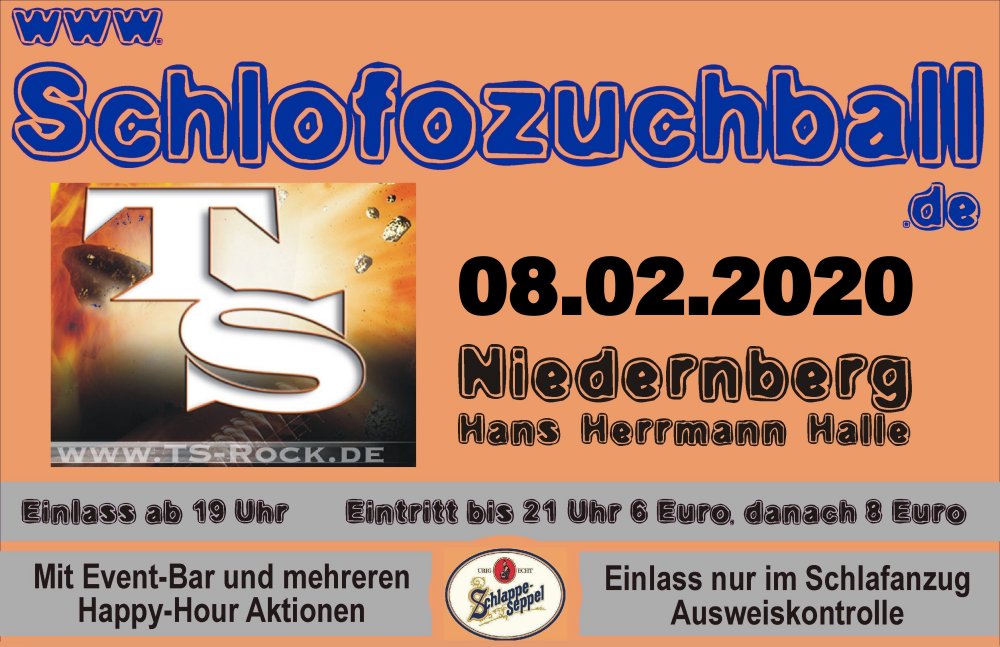 www.
Schlofozuchball
.de
TS
WWW.TS-ROCK.DE
08.02.2020
Niedernberg
Hans Herrmann Halle
Einlass ab 19 Uhr Eintritt bis 21 Uhr 6 Euro, danach 8 Euro
Mit Event-Bar und mehreren
Happy-Hour Aktionen
URIG ECHT
Schlappe-
Seppel
Einlass nur im Schlafanzug
Ausweiskontrolle